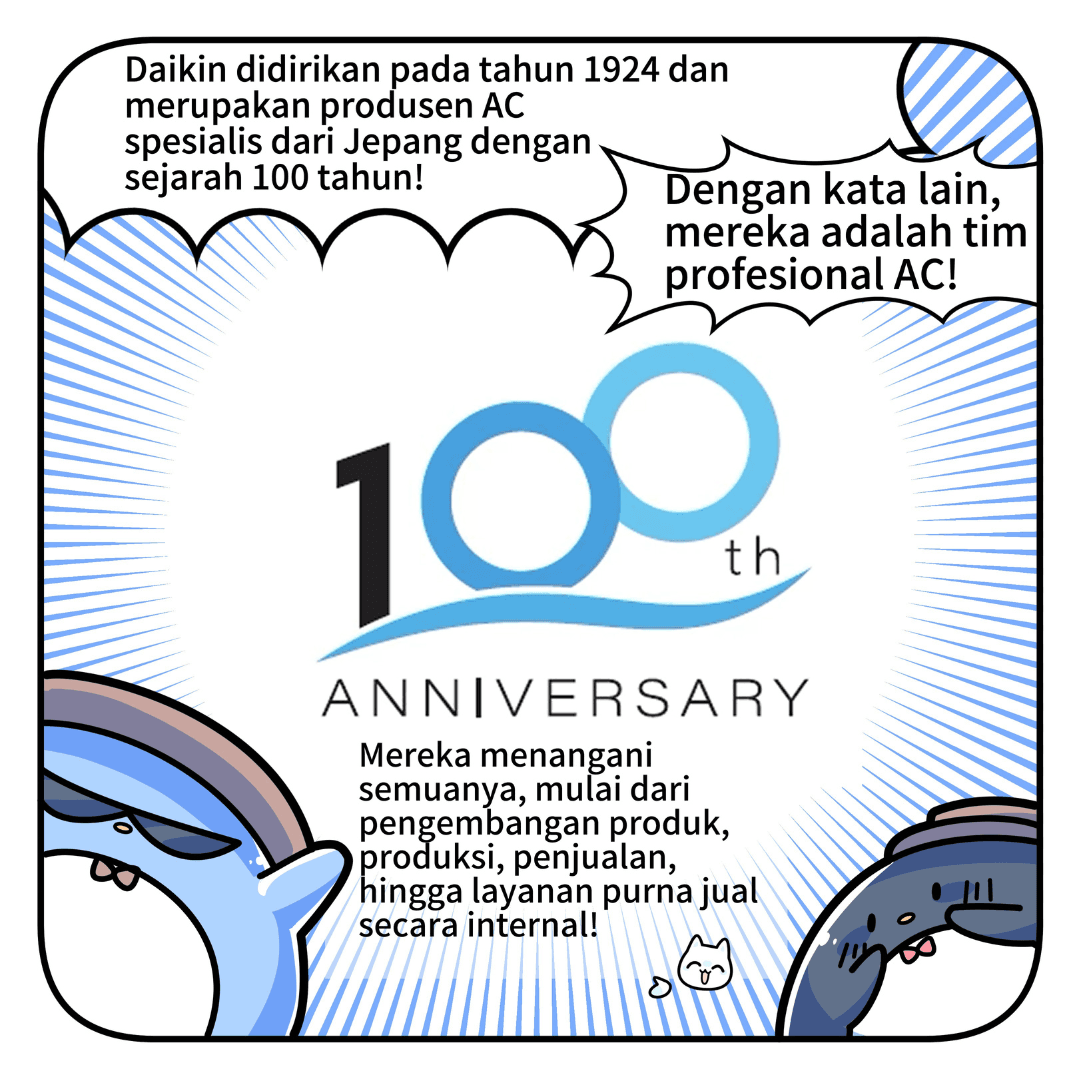 Daikin didirikan pada tahun 1924 dan
merupakan produsen AC
spesialis dari Jepang dengan
sejarah 100 tahun!
Dengan kata lain,
mereka adalah tim
profesional AC!
100th
ANNIVERSARY
Mereka menangani
semuanya, mulai dari
pengembangan produk,
produksi, penjualan,
hingga layanan purna jual
secara internal!